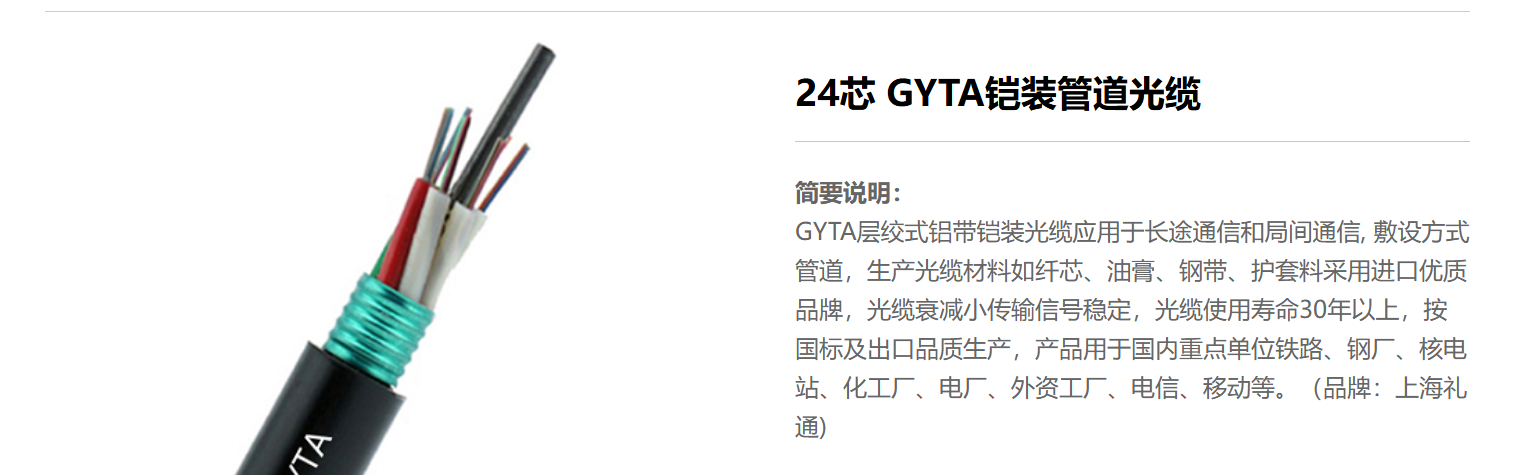 24芯 GYTA铠装管道光缆
简要说明：
GYTA层绞式铝带铠装光缆应用于长途通信和局间通信, 敷设方式
管道，生产光缆材料如纤芯、油膏、钢带、护套料采用进口优质
品牌，光缆衰减小传输信号稳定，光缆使用寿命30年以上，按
国标及出口品质生产，产品用于国内重点单位铁路、钢厂、核电
站、化工厂、电厂、外资工厂、电信、移动等。（品牌：上海礼
通)
YTA